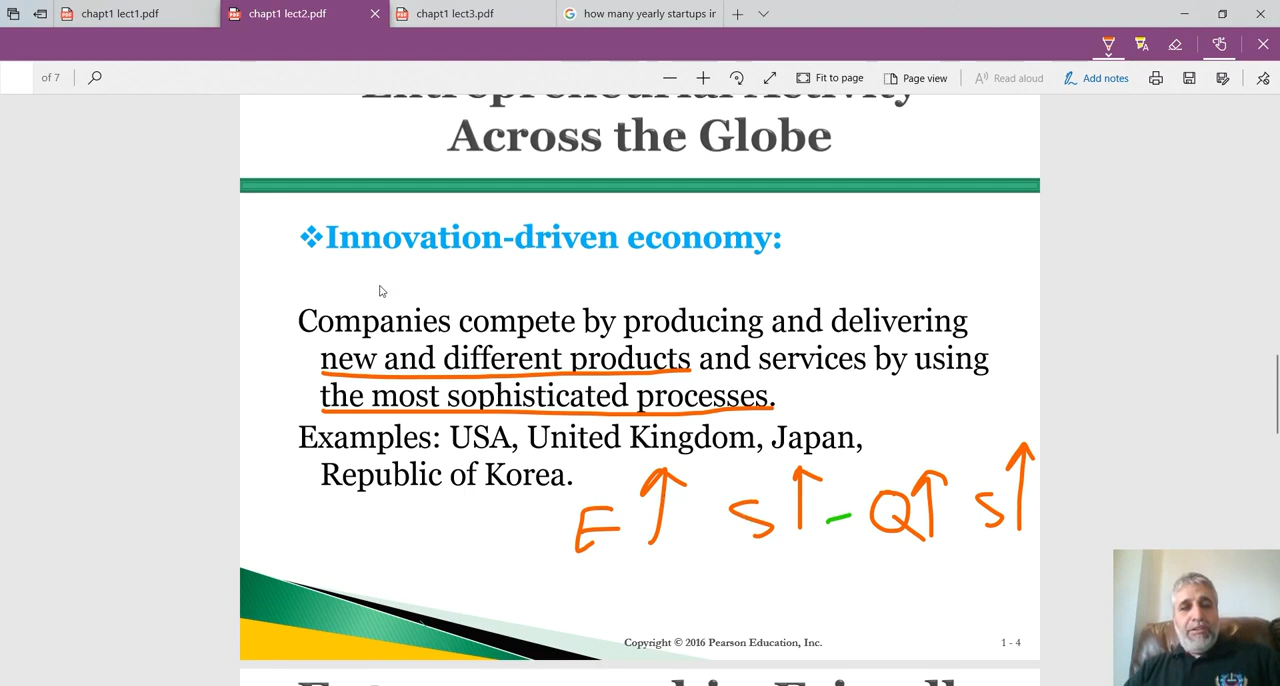 chapt1 lect1.pdf
chapt1 lect2.pdf
chapt1 lect3.pdf
how many yearly startups ir
of 7
Fit to page
Page view
Read aloud
Add notes
Entrepreneurial Activity
Across the Globe
❖Innovation-driven economy:
Companies compete by producing and delivering
new and different products and services by using
the most sophisticated processes.
Examples: USA, United Kingdom, Japan,
Republic of Korea.
E↑ S↑ - Q↑ S↑
Copyright © 2016 Pearson Education, Inc.
1 - 4